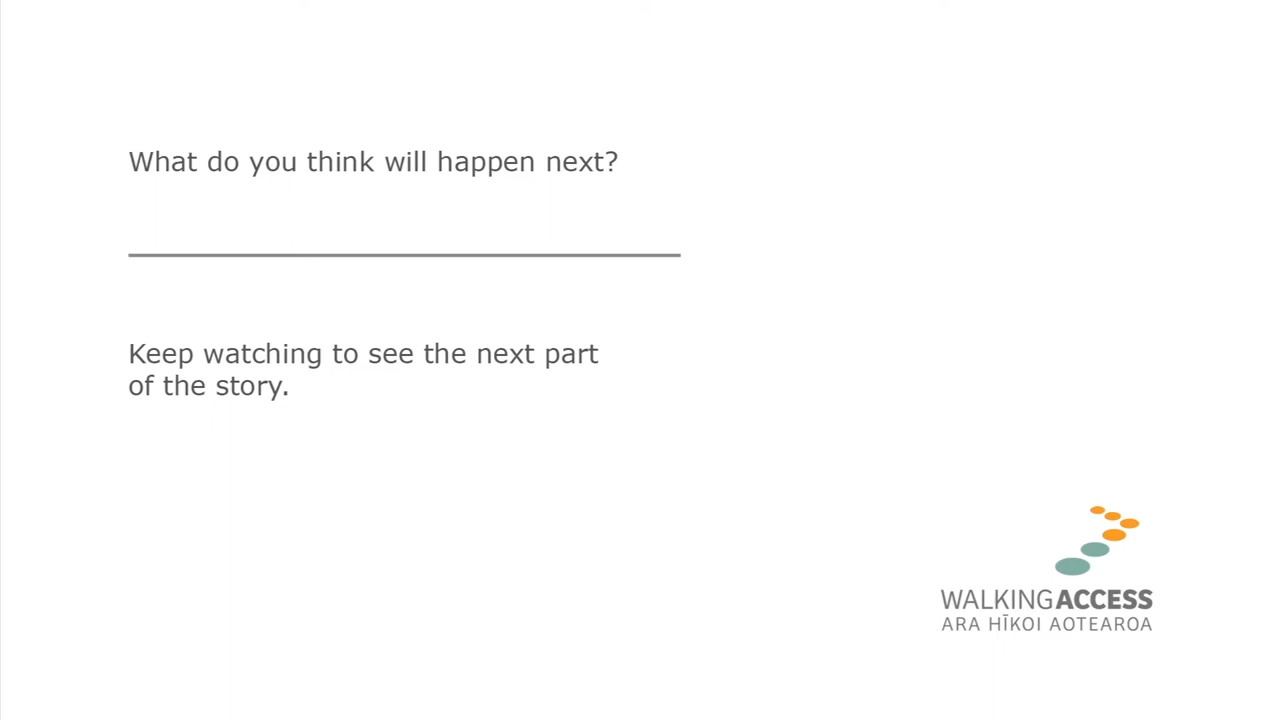 What do you think will happen next?
Keep watching to see the next part
of the story.
WALKINGACCESS
ARA HĪKOI AOTEAROA